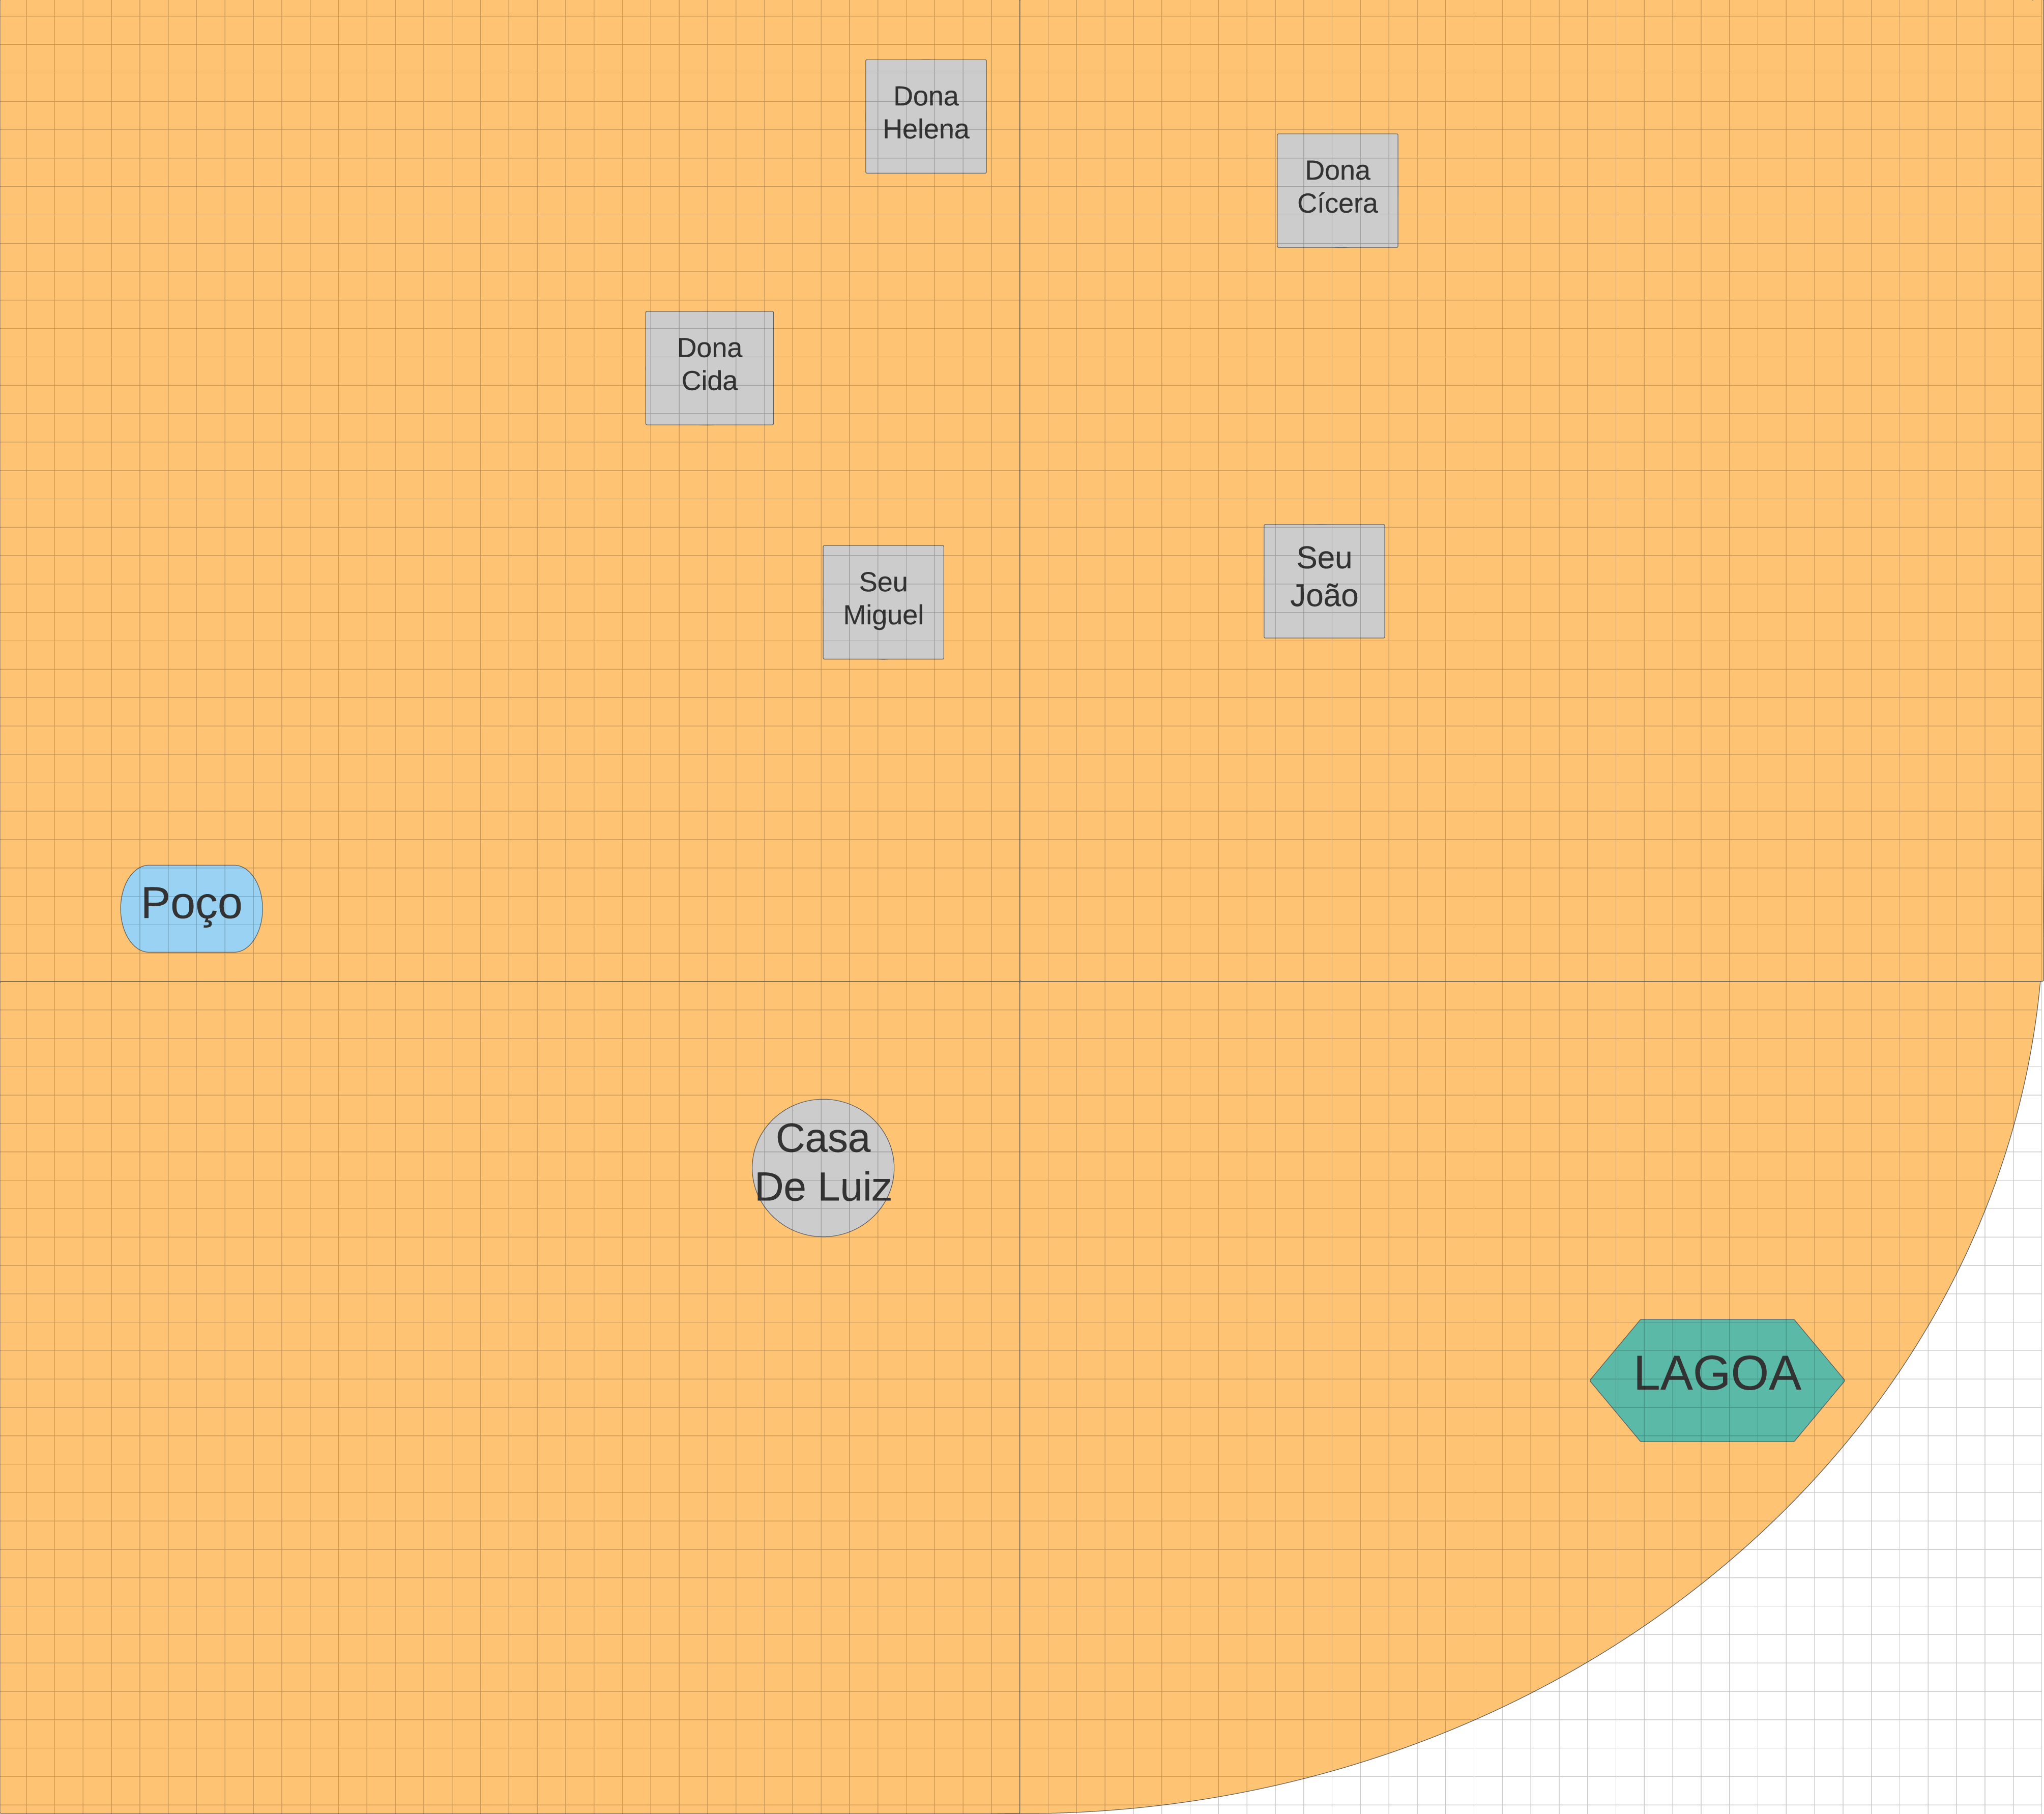 Dona
Helena
Dona
Cícera
Dona
Cida
Seu
João
Seu
Miguel
Poço
Casa
De Luiz
LAGOA